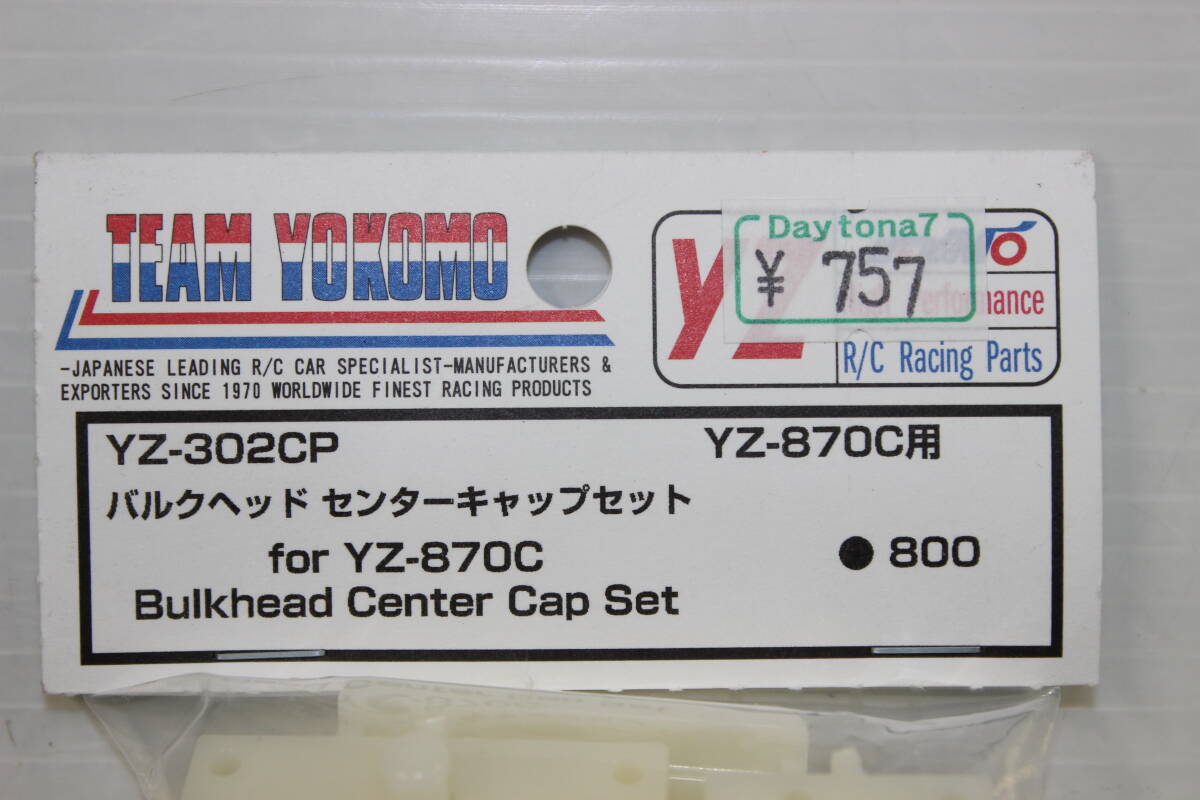 TEAM YOKOMO
-JAPANESE LEADING R/C CAR SPECIALIST-MANUFACTURERS &
EXPORTERS SINCE 1970 WORLDWIDE FINEST RACING PRODUCTS
Daytona7
¥ 757
YZ
Performance
R/C Racing Parts
YZ-302CP YZ-870C用
バルクヘッド センターキャップセット
for YZ-870C ●800
Bulkhead Center Cap Set